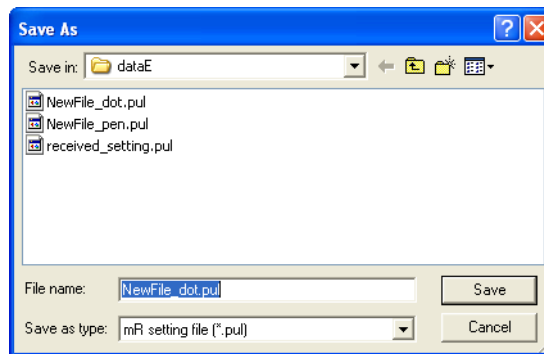 Save As
Save in: dataE
NewFile_dot.pul
NewFile_pen.pul
received_setting.pul
File name: NewFile_dot.pul Save
Save as type: mR setting file (*.pul) Cancel